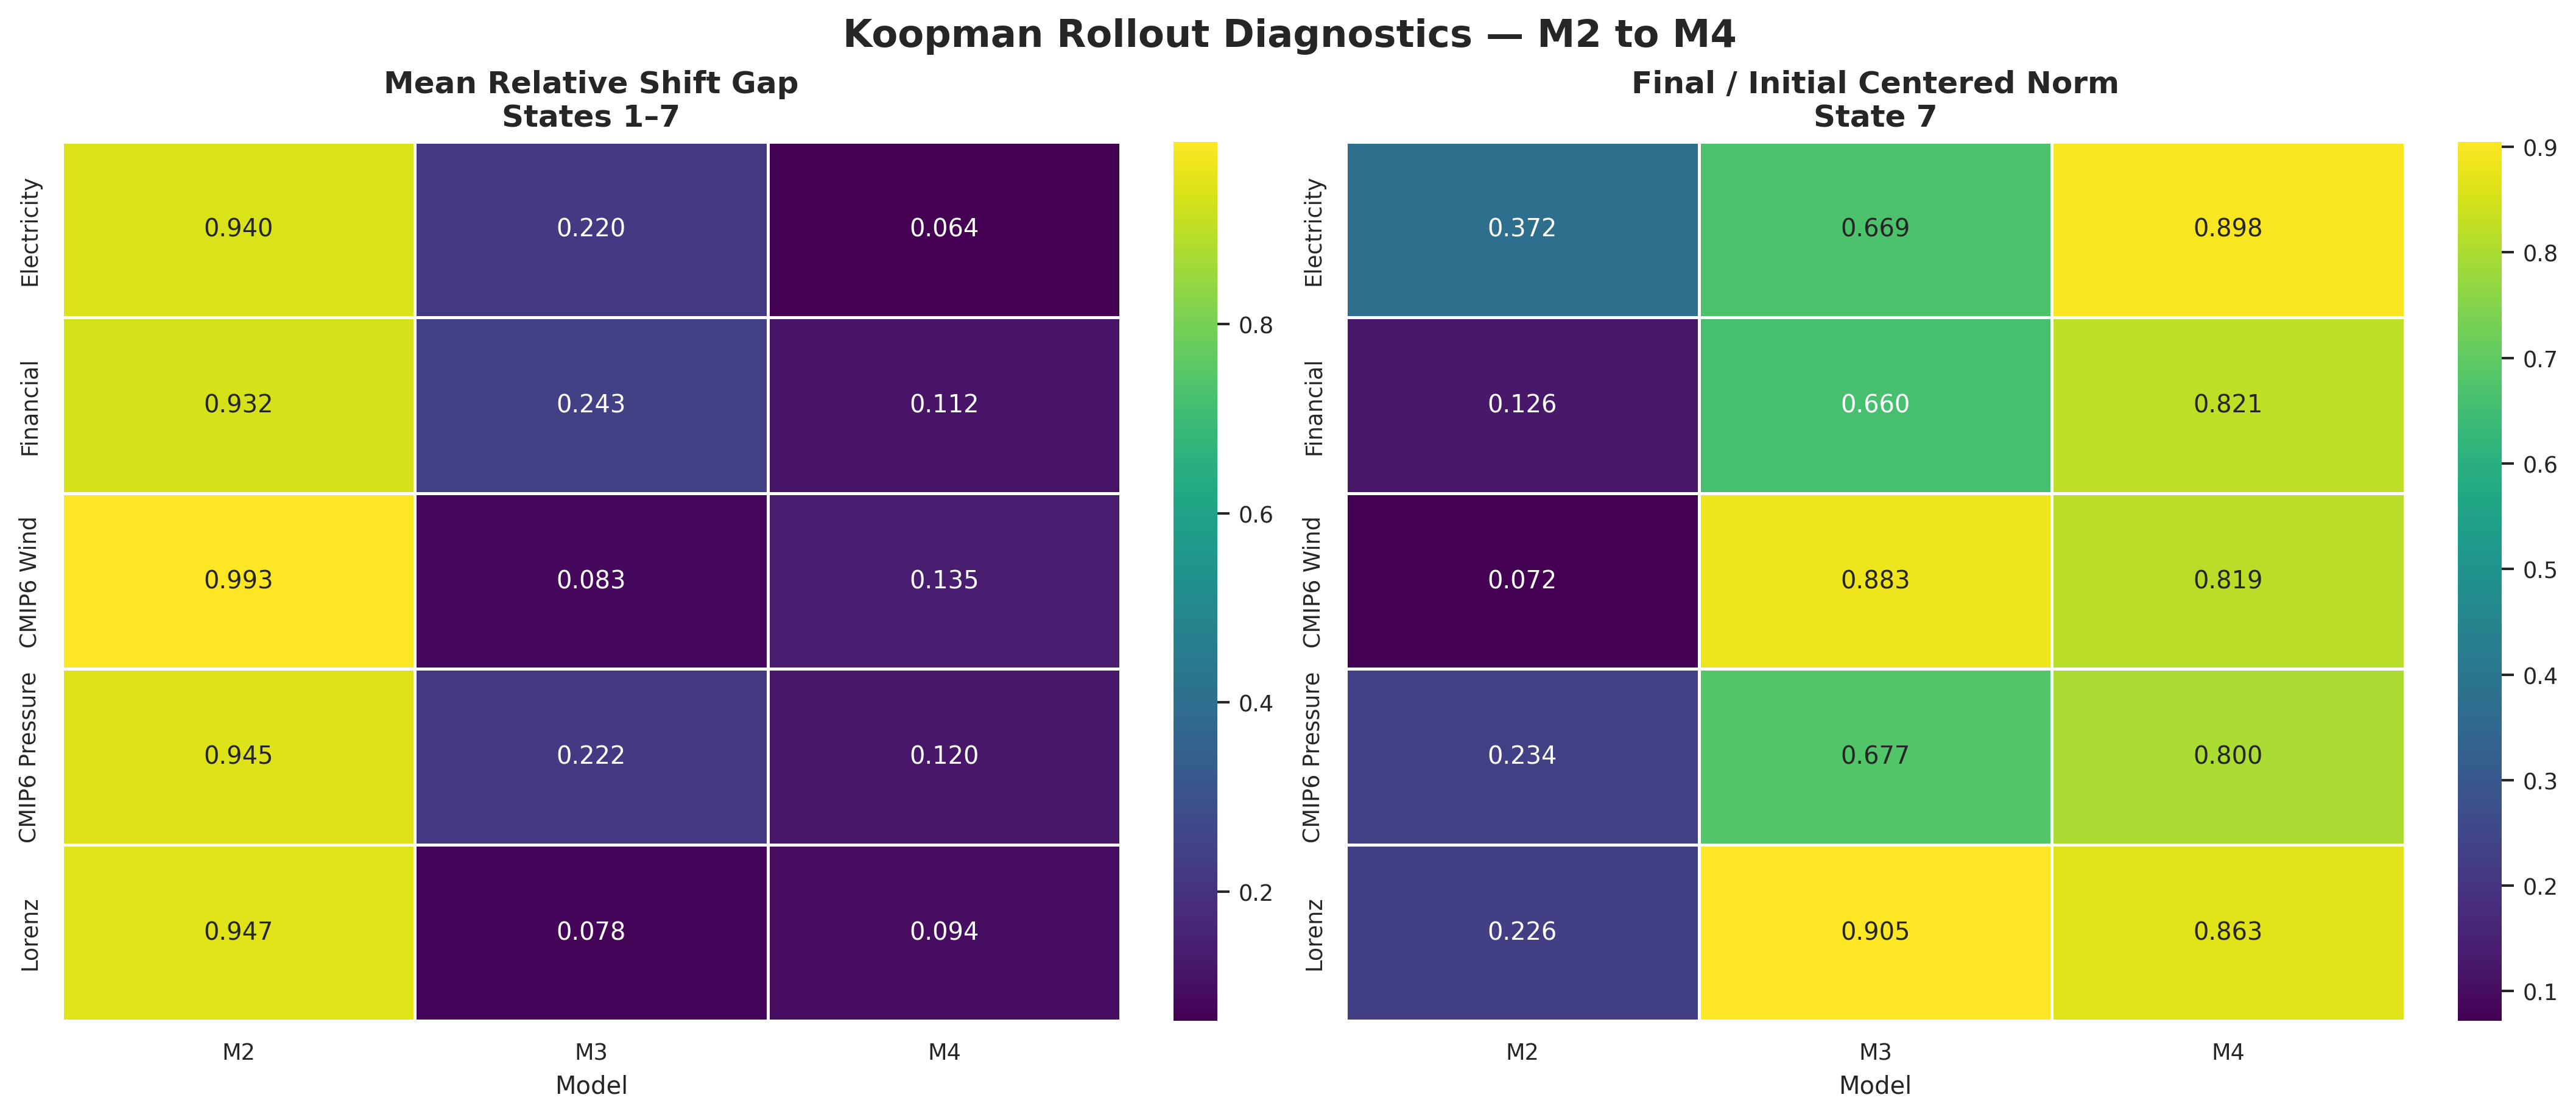 Koopman Rollout Diagnostics — M2 to M4
Mean Relative Shift Gap
States 1–7
Electricity
0.940
0.220
0.064
Financial
0.932
0.243
0.112
CMIP6 Wind
0.993
0.083
0.135
CMIP6 Pressure
0.945
0.222
0.120
Lorenz
0.947
0.078
0.094
M2
M3
M4
Model
0.8
0.6
0.4
0.2
Final / Initial Centered Norm
State 7
Electricity
0.372
0.669
0.898
Financial
0.126
0.660
0.821
CMIP6 Wind
0.072
0.883
0.819
CMIP6 Pressure
0.234
0.677
0.800
Lorenz
0.226
0.905
0.863
M2
M3
M4
Model
0.9
0.8
0.7
0.6
0.5
0.4
0.3
0.2
0.1